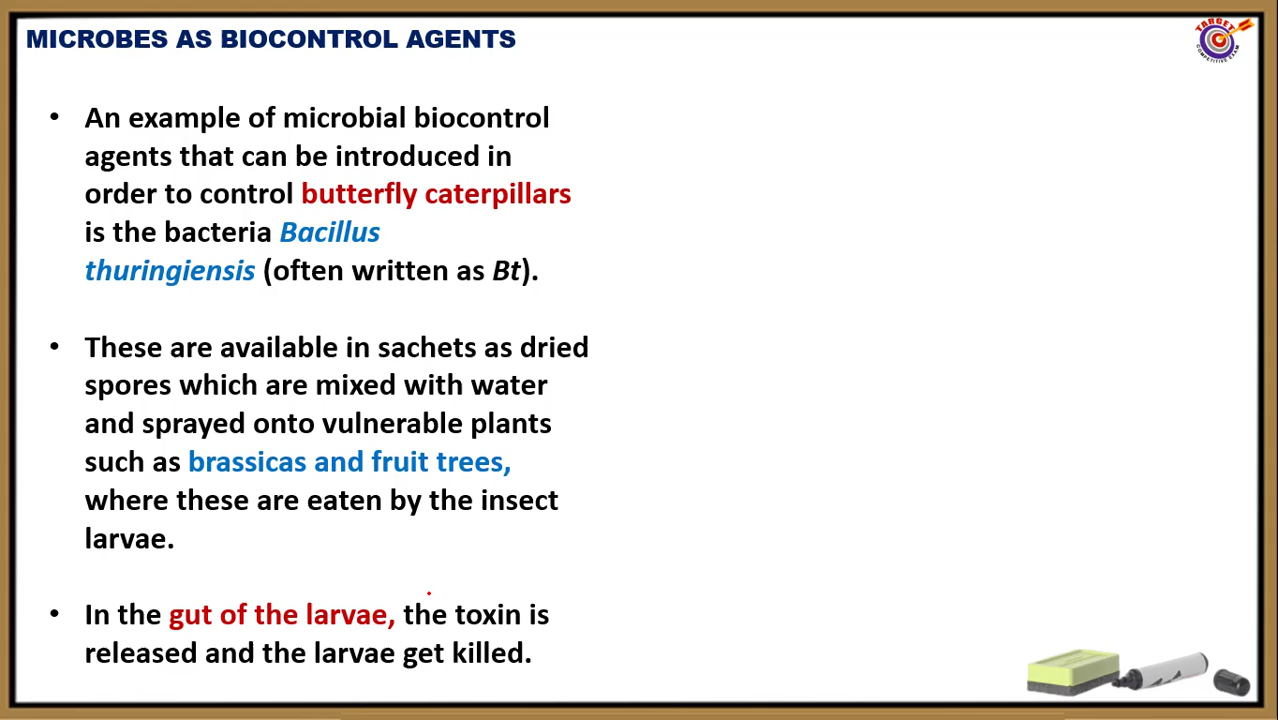 MICROBES AS BIOCONTROL AGENTS
TARGET
COMPETITIVE EXAM
• An example of microbial biocontrol
agents that can be introduced in
order to control butterfly caterpillars
is the bacteria Bacillus
thuringiensis (often written as Bt).
• These are available in sachets as dried
spores which are mixed with water
and sprayed onto vulnerable plants
such as brassicas and fruit trees,
where these are eaten by the insect
larvae.
• In the gut of the larvae, the toxin is
released and the larvae get killed.